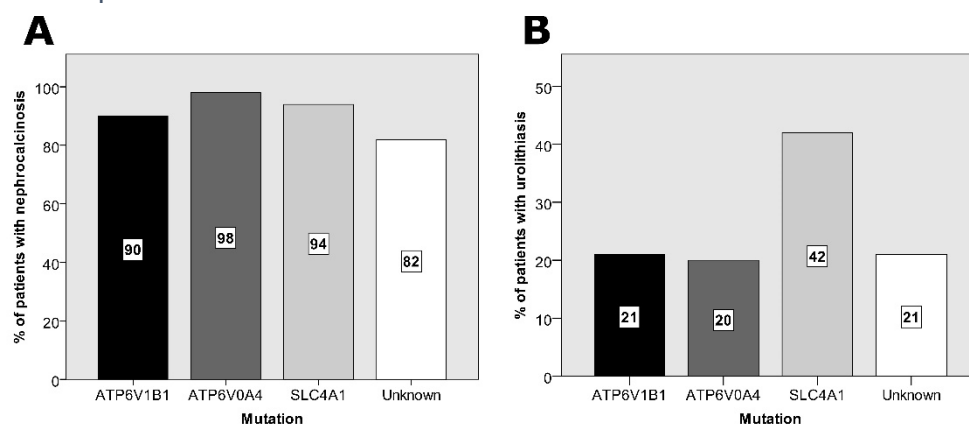 A
% of patients with nephrocalcinosis
100
80
60
40
20
0
90
98
94
82
ATP6V1B1
ATP6V0A4
SLC4A1
Unknown
Mutation
B
% of patients with urolithiasis
50
40
30
20
10
0
21
20
42
21
ATP6V1B1
ATP6V0A4
SLC4A1
Unknown
Mutation